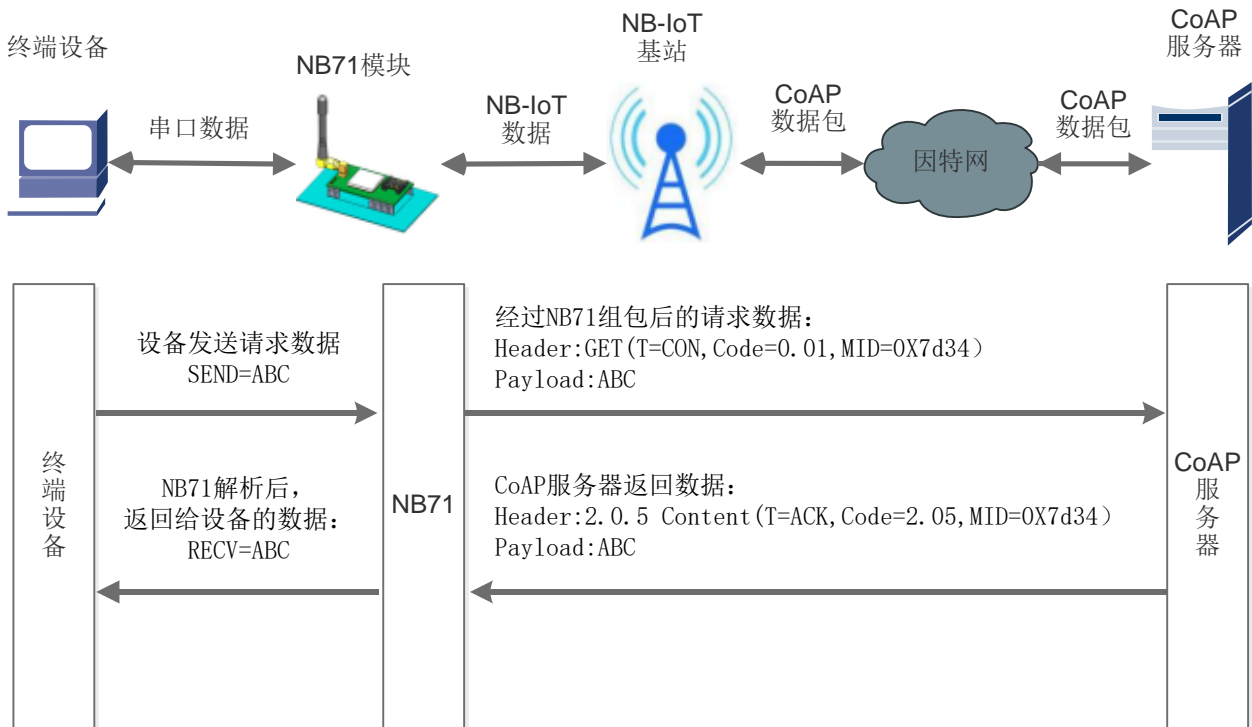 终端设备
NB71模块
NB-IoT
基站
CoAP
服务器
串口数据
NB-IoT
数据
CoAP
数据包
因特网
CoAP
数据包
设备发送请求数据
SEND=ABC
经过NB71组包后的请求数据：
Header:GET(T=CON,Code=0.01,MID=0X7d34）
Payload:ABC
终
端
设
备
NB71解析后，
返回给设备的数据：
RECV=ABC
NB71
CoAP服务器返回数据：
Header:2.0.5 Content(T=ACK,Code=2.05,MID=0X7d34）
Payload:ABC
CoAP
服
务
器